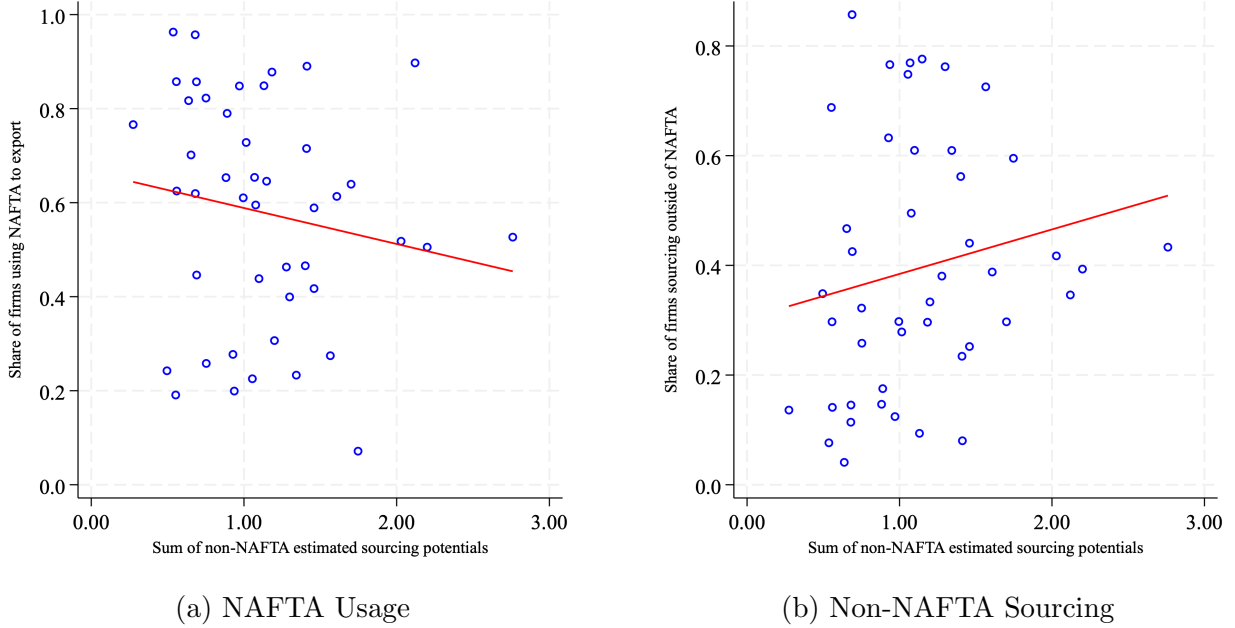 Share of firms using NAFTA to export
1.0
0.8
0.6
0.4
0.2
0.0
0.00 1.00 2.00 3.00
Sum of non-NAFTA estimated sourcing potentials
(a) NAFTA Usage
Share of firms sourcing outside of NAFTA
0.8
0.6
0.4
0.2
0.0
0.00 1.00 2.00 3.00
Sum of non-NAFTA estimated sourcing potentials
(b) Non-NAFTA Sourcing